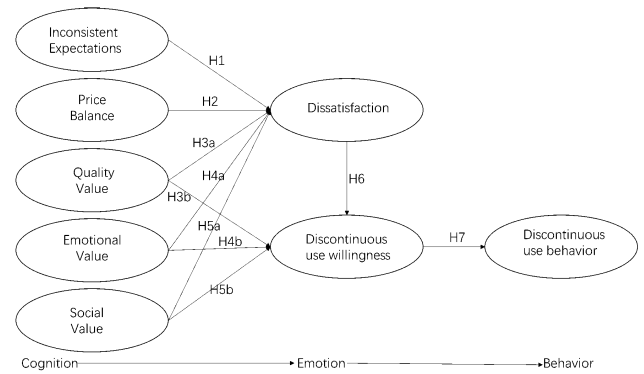 Inconsistent
Expectations
H1
Price
Balance
H2
Dissatisfaction
Quality
Value
H3a
H4a
H3b
H6
Emotional
Value
H5a
H4b
Discontinuous
use willingness
H7
Discontinuous
use behavior
H5b
Social
Value
Cognition
Emotion
Behavior